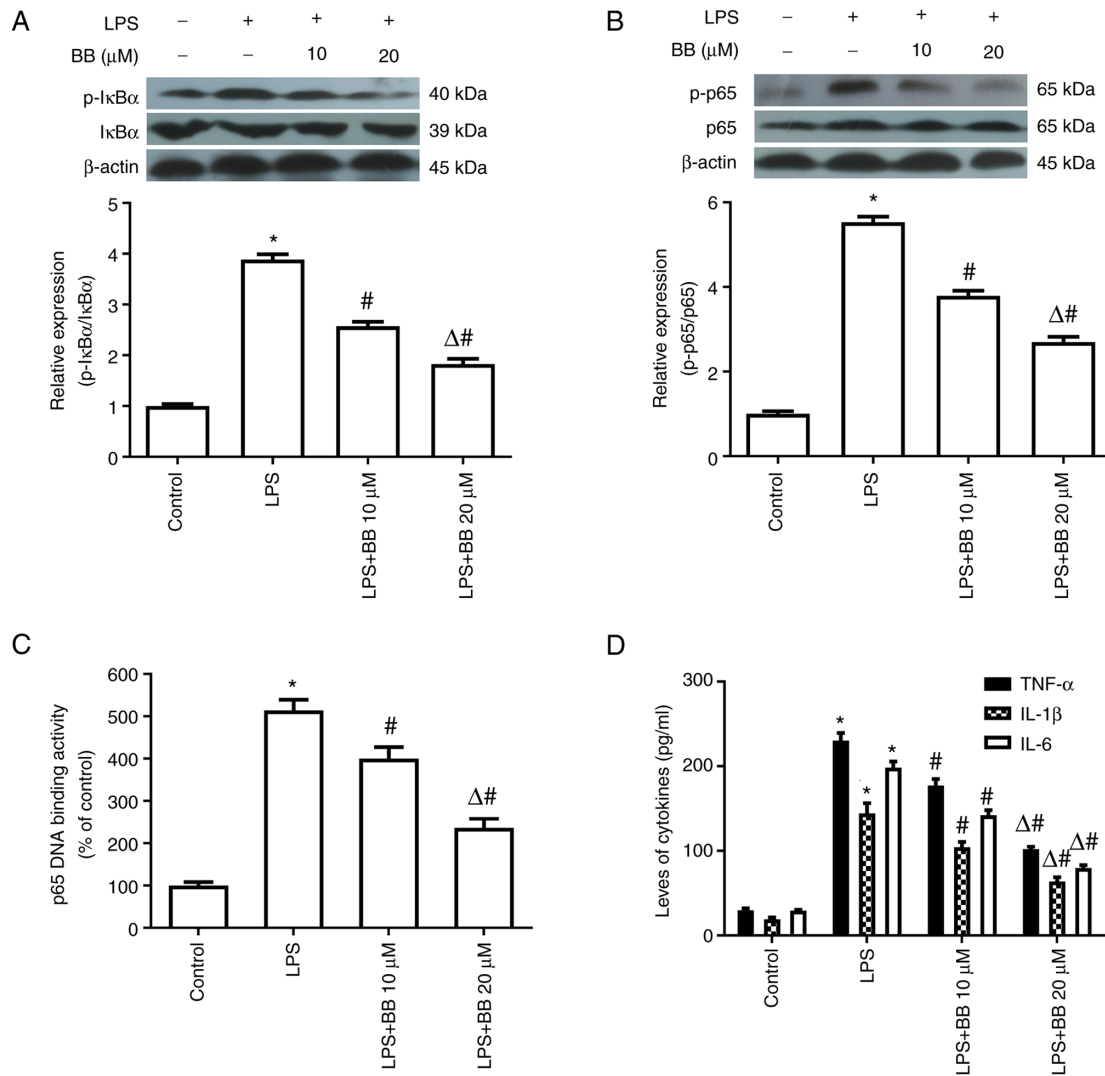 A
LPS − + + +
BB (μM) − − 10 20
p-IκBα 40 kDa
IκBα 39 kDa
β-actin 45 kDa
Relative expression
(p-IκBα/IκBα)
5
4
3
2
1
0
*
#
Δ#
Control
LPS
LPS+BB 10 μM
LPS+BB 20 μM
B
LPS − + + +
BB (μM) − − 10 20
p-p65 65 kDa
p65 65 kDa
β-actin 45 kDa
Relative expression
(p-p65/p65)
6
4
2
0
*
#
Δ#
Control
LPS
LPS+BB 10 μM
LPS+BB 20 μM
C
p65 DNA binding activity
(% of control)
600
500
400
300
200
100
0
*
#
Δ#
Control
LPS
LPS+BB 10 μM
LPS+BB 20 μM
D
Leves of cytokines (pg/ml)
300
200
100
0
TNF-α
IL-1β
IL-6
* * *
# # #
Δ# Δ# Δ#
Control
LPS
LPS+BB 10 μM
LPS+BB 20 μM